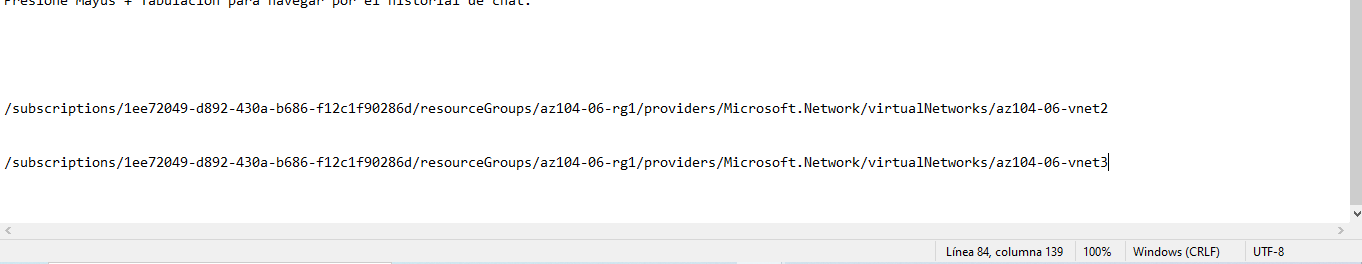 Presione Mayús + Tabulación para navegar por el historial de chat.
/subscriptions/1ee72049-d892-430a-b686-f12c1f90286d/resourceGroups/az104-06-rg1/providers/Microsoft.Network/virtualNetworks/az104-06-vnet2
/subscriptions/1ee72049-d892-430a-b686-f12c1f90286d/resourceGroups/az104-06-rg1/providers/Microsoft.Network/virtualNetworks/az104-06-vnet3
Línea 84, columna 139 100% Windows (CRLF) UTF-8